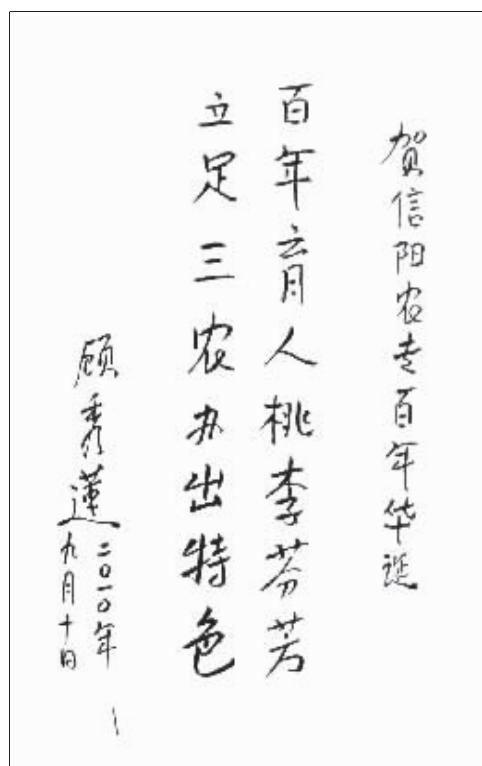 贺信阳农专百年华诞
百年育人桃李芬芳
立足三农办出特色
顾秀莲
二〇一〇年
九月十日